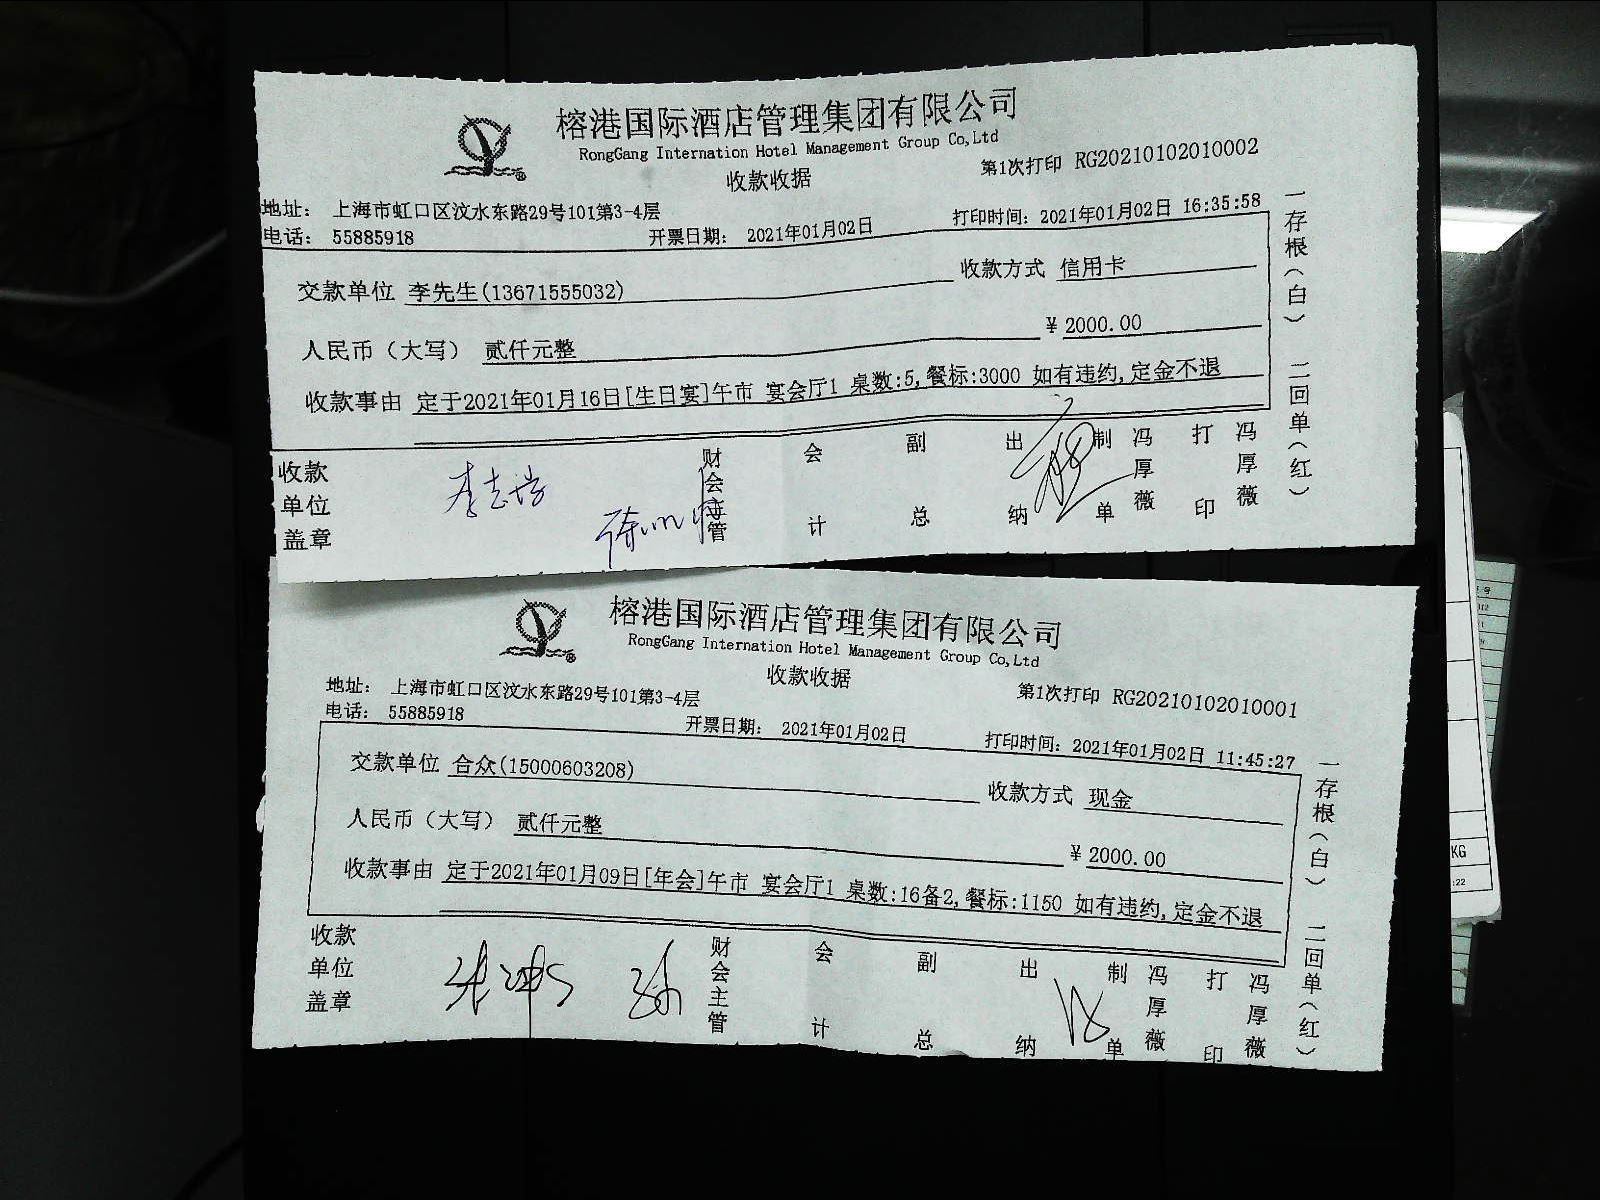 榕港国际酒店管理集团有限公司
RongGang Internation Hotel Management Group Co,Ltd
收款收据
第1次打印 RG20210102010002
地址： 上海市虹口区汶水东路29号101第3-4层
电话： 55885918
开票日期： 2021年01月02日
打印时间：2021年01月02日 16:35:58
交款单位 李先生(13671555032)
收款方式 信用卡
人民币（大写） 贰仟元整
¥ 2000.00
收款事由 定于2021年01月16日[生日宴]午市 宴会厅1 桌数:5,餐标:3000 如有违约,定金不退
收款单位盖章
财会主管
会计
副总
出纳
制单 冯厚薇
打印 冯厚薇
一存根（白） 二回单（红）
榕港国际酒店管理集团有限公司
RongGang Internation Hotel Management Group Co,Ltd
收款收据
第1次打印 RG20210102010001
地址： 上海市虹口区汶水东路29号101第3-4层
电话： 55885918
开票日期： 2021年01月02日
打印时间：2021年01月02日 11:45:27
交款单位 合众(15000603208)
收款方式 现金
人民币（大写） 贰仟元整
¥ 2000.00
收款事由 定于2021年01月09日[年会]午市 宴会厅1 桌数:16备2,餐标:1150 如有违约,定金不退
收款单位盖章
财会主管
会计
副总
出纳
制单 冯厚薇
打印 冯厚薇
一存根（白） 二回单（红）
KG
:22